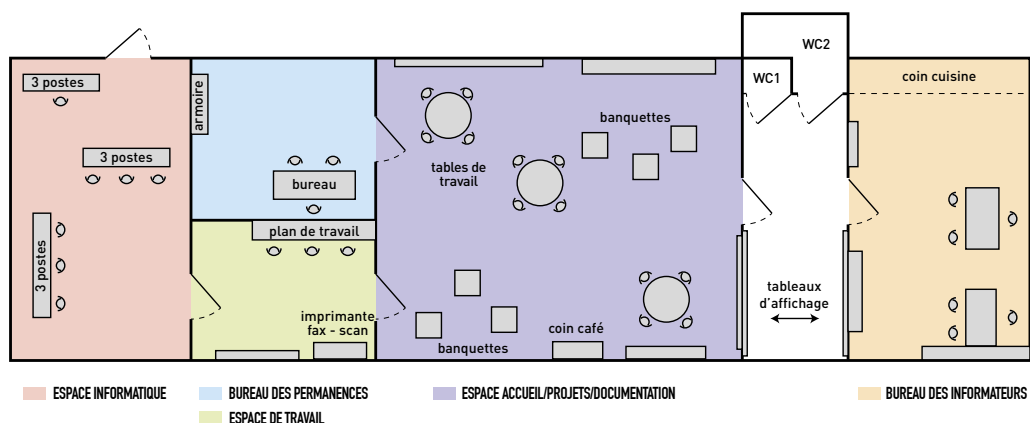 WC2
WC1
coin cuisine
3 postes
armoire
banquettes
3 postes
tables de
travail
bureau
plan de travail
3 postes
imprimante
fax - scan
tableaux
d'affichage
coin café
banquettes
ESPACE INFORMATIQUE
BUREAU DES PERMANENCES
ESPACE ACCUEIL/PROJETS/DOCUMENTATION
BUREAU DES INFORMATEURS
ESPACE DE TRAVAIL